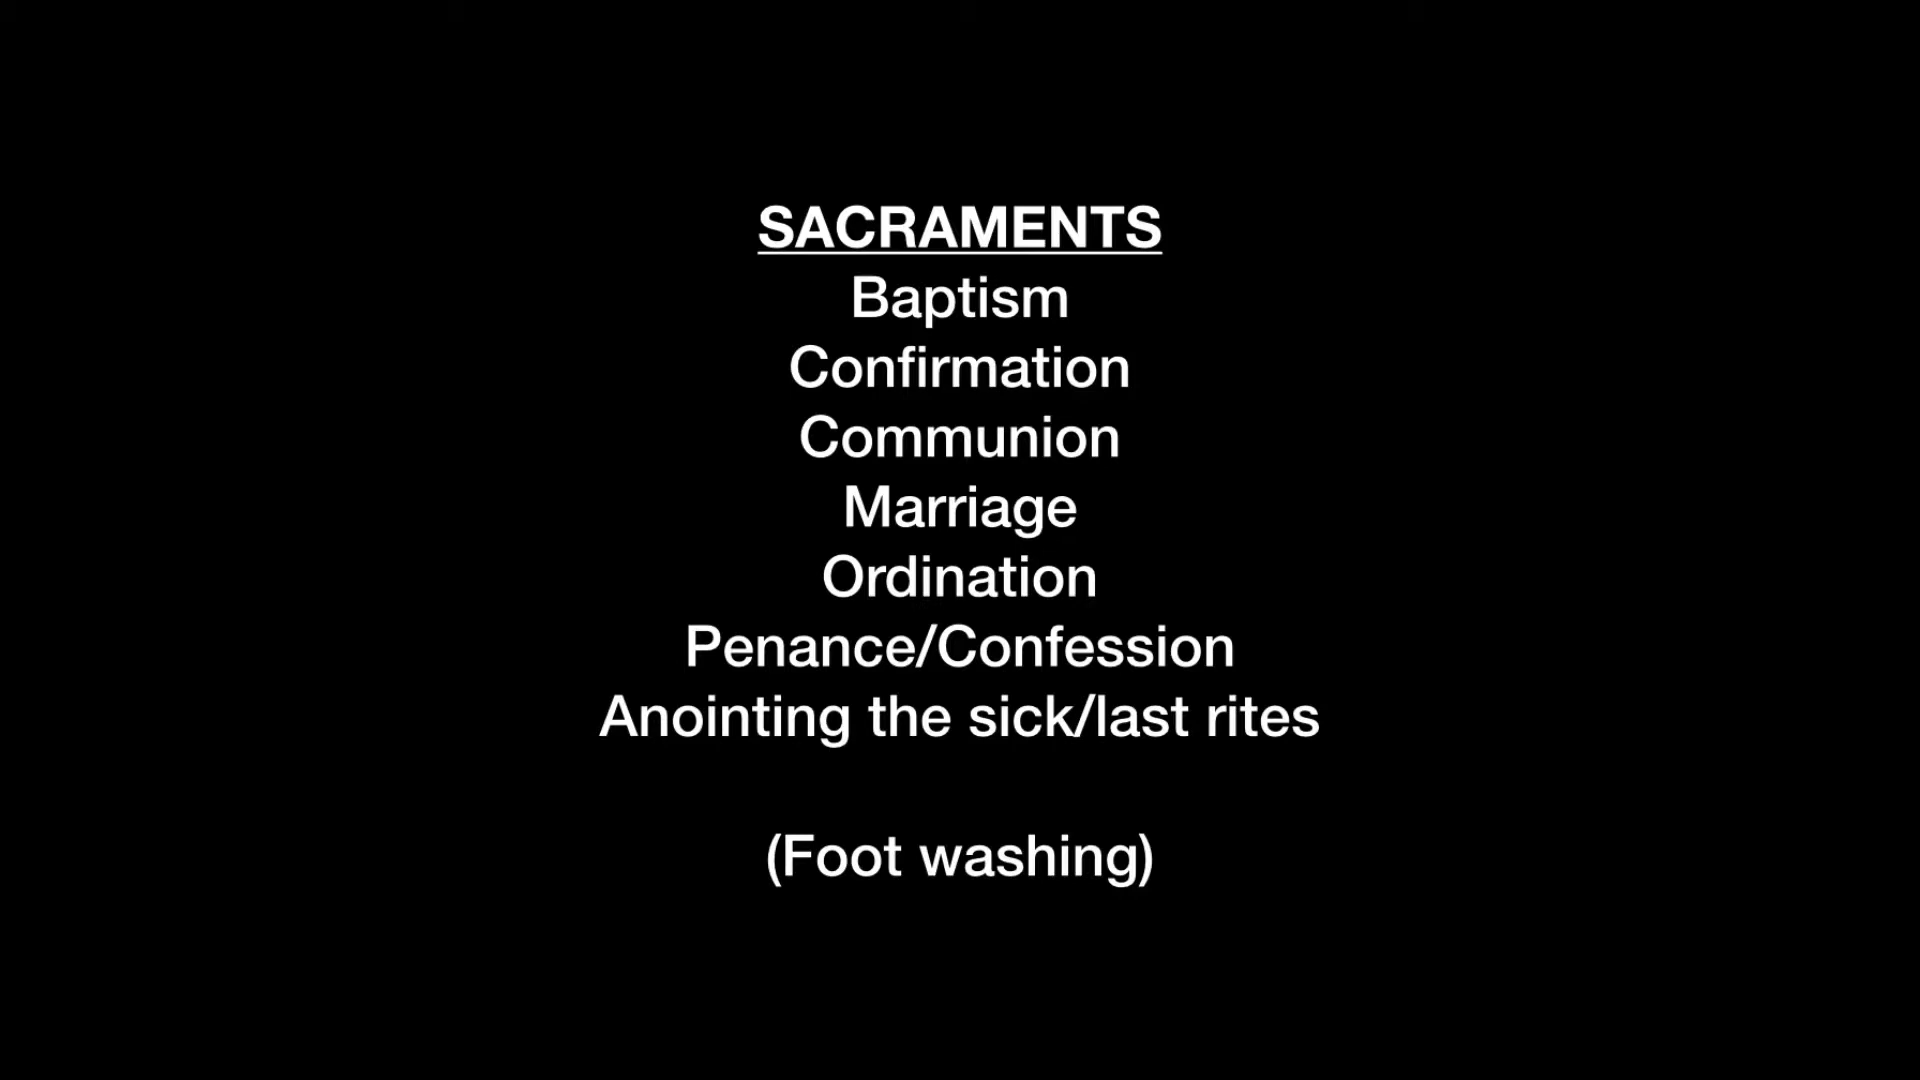 SACRAMENTS
Baptism
Confirmation
Communion
Marriage
Ordination
Penance/Confession
Anointing the sick/last rites
(Foot washing)